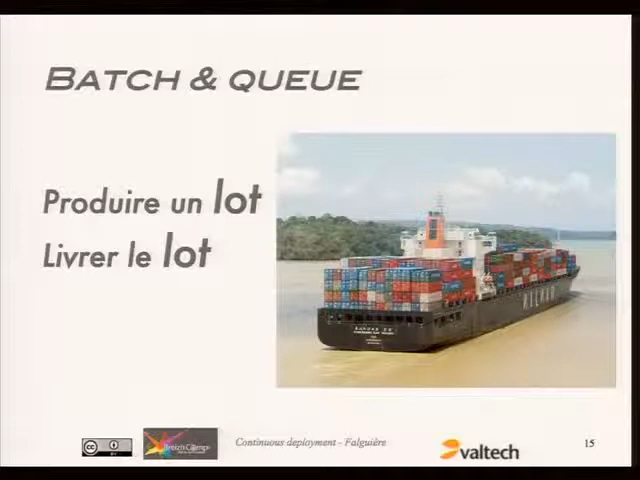 BATCH & QUEUE
Produire un lot
Livrer le lot
Continuous deployment - Falguière
valtech
15